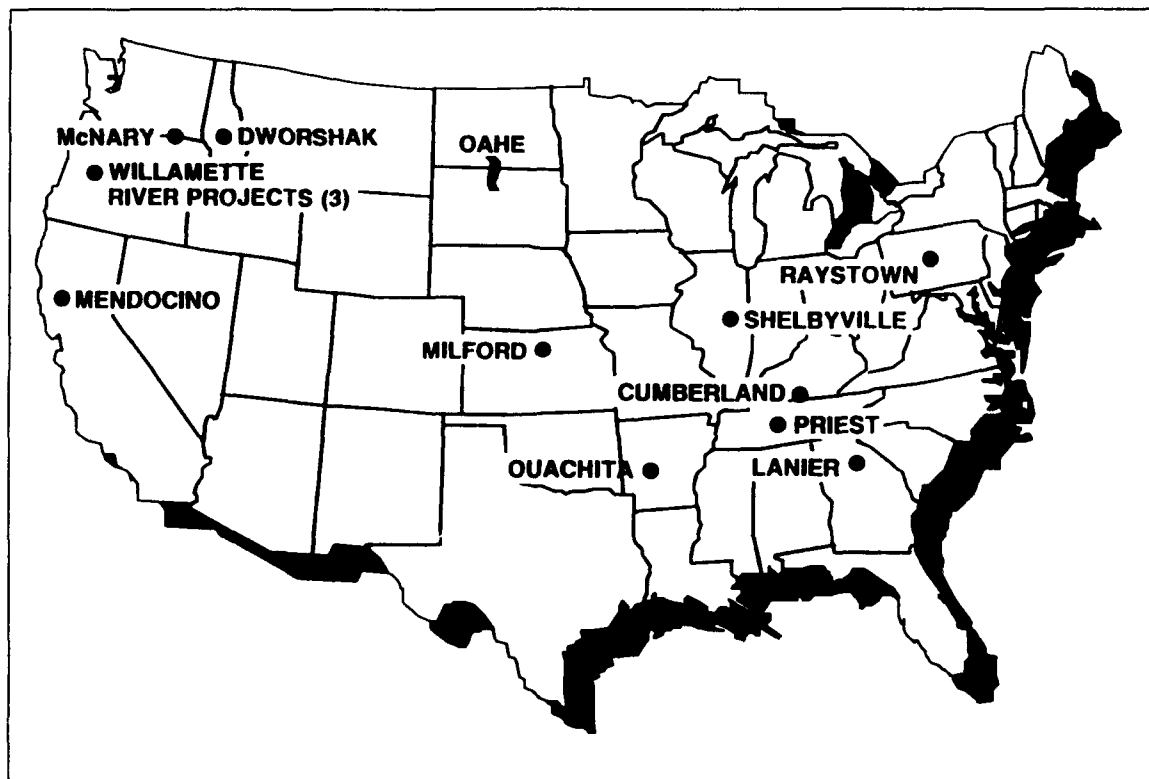 McNARY
DWORSHAK
OAHE
WILLAMETTE
RIVER PROJECTS (3)
RAYSTOWN
MENDOCINO
SHELBYVILLE
MILFORD
CUMBERLAND
PRIEST
OUACHITA
LANIER